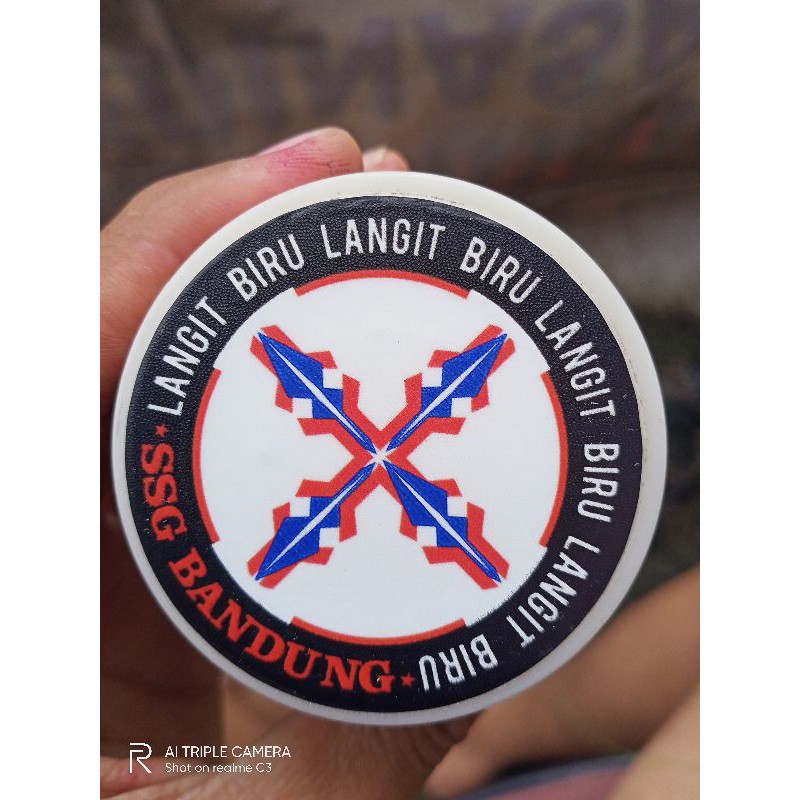 LANGIT BIRU LANGIT BIRU LANGIT BIRU LANGIT BIRU
SSG BANDUNG
AI TRIPLE CAMERA
Shot on realme C3